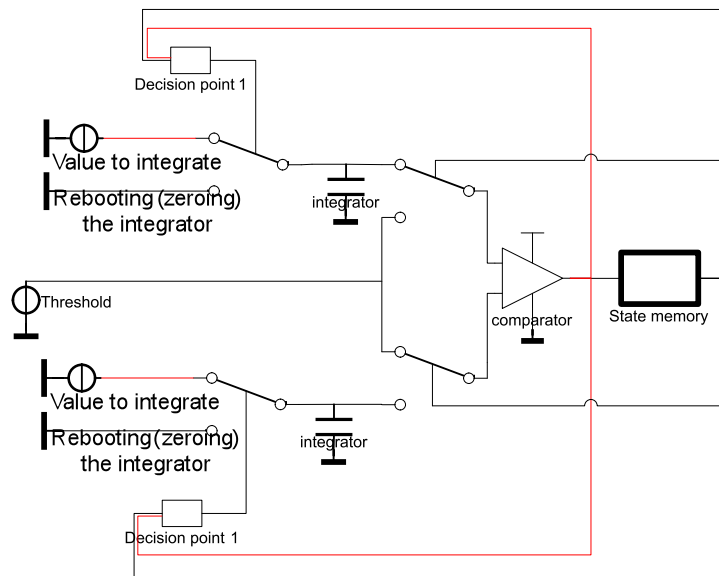 Decision point 1
Value to integrate
Rebooting (zeroing)
the integrator
integrator
Threshold
comparator
State memory
Value to integrate
Rebooting (zeroing)
the integrator
integrator
Decision point 1